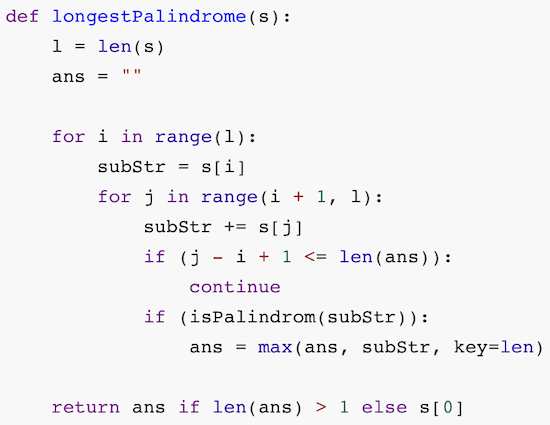 def longestPalindrome(s):
    l = len(s)
    ans = ""

    for i in range(l):
        subStr = s[i]
        for j in range(i + 1, l):
            subStr += s[j]
            if (j - i + 1 <= len(ans)):
                continue
            if (isPalindrom(subStr)):
                ans = max(ans, subStr, key=len)

    return ans if len(ans) > 1 else s[0]